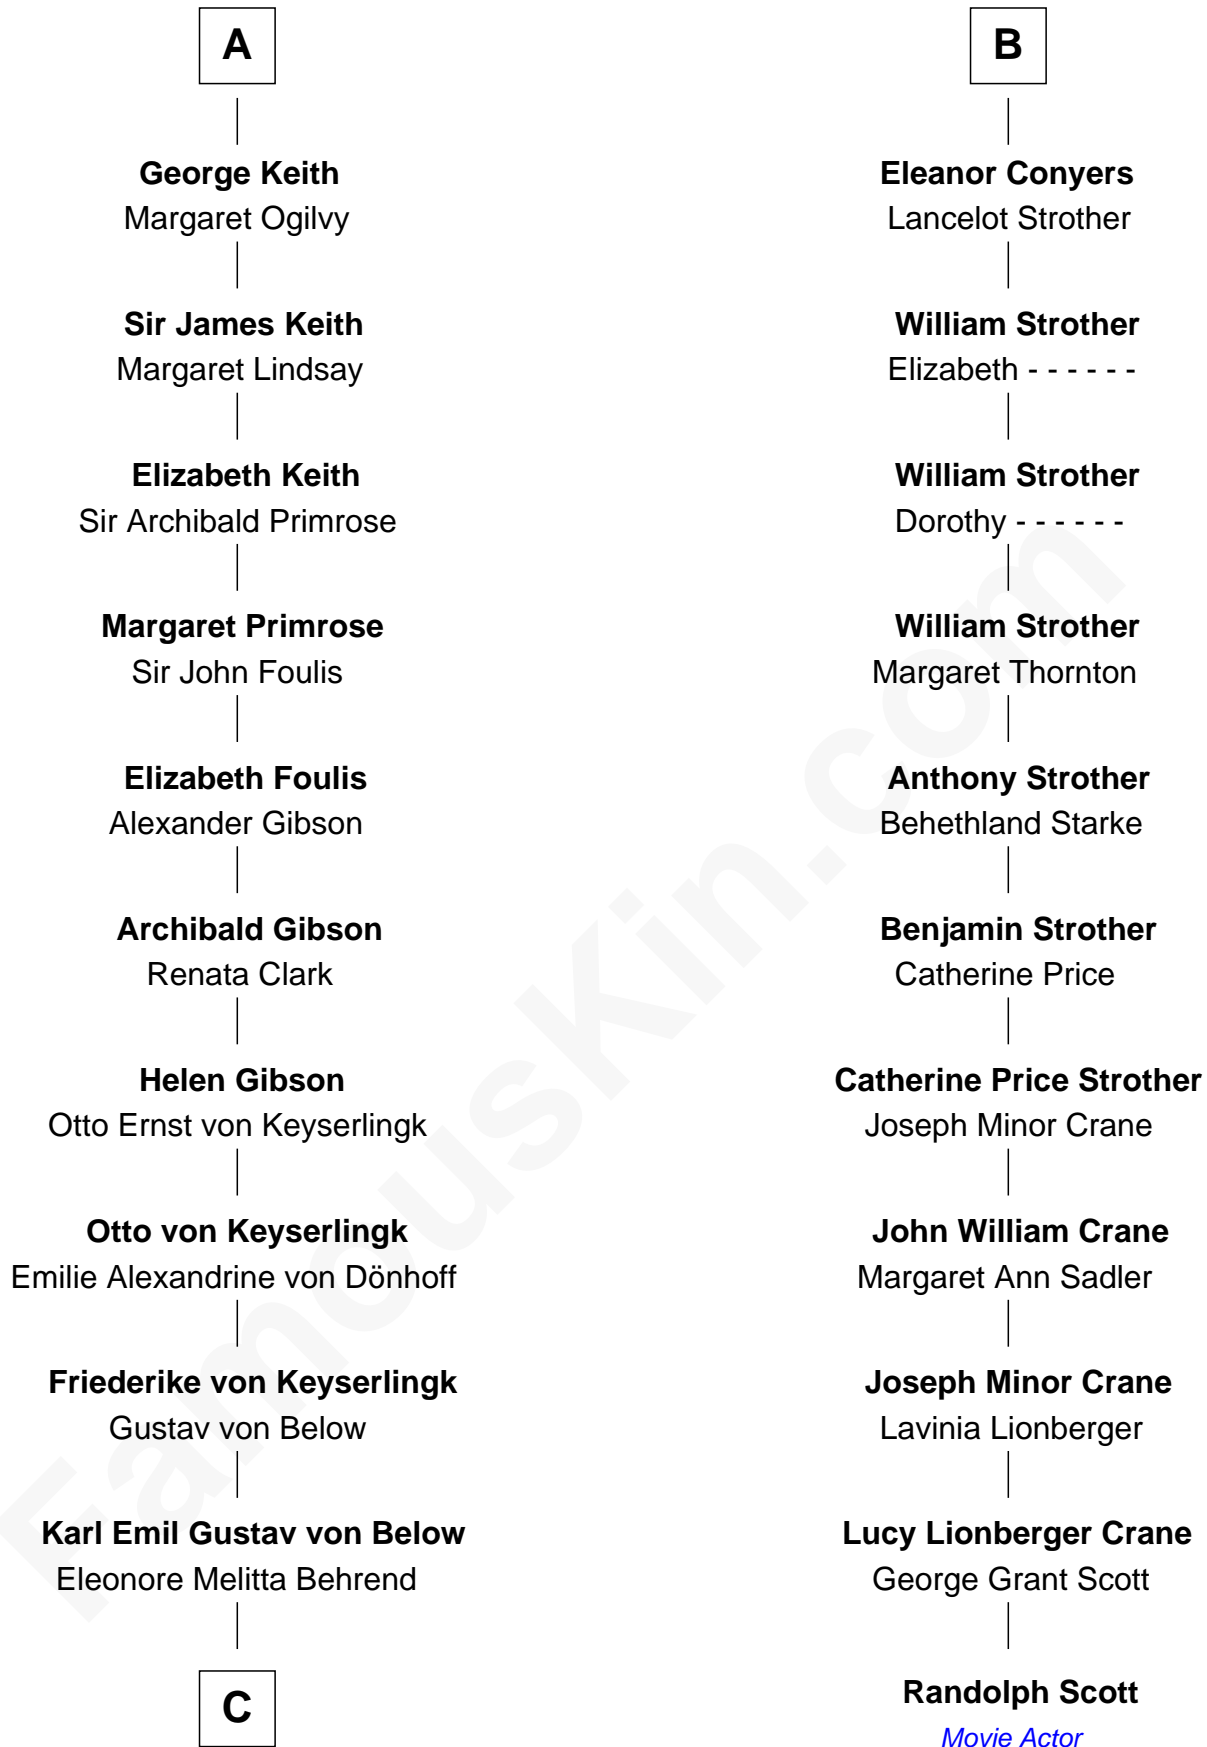 A
George Keith
Margaret Ogilvy
Sir James Keith
Margaret Lindsay
Elizabeth Keith
Sir Archibald Primrose
Margaret Primrose
Sir John Foulis
Elizabeth Foulis
Alexander Gibson
Archibald Gibson
Renata Clark
Helen Gibson
Otto Ernst von Keyserlingk
Otto von Keyserlingk
Emilie Alexandrine von Dönhoff
Friederike von Keyserlingk
Gustav von Below
Karl Emil Gustav von Below
Eleonore Melitta Behrend
C
B
Eleanor Conyers
Lancelot Strother
William Strother
Elizabeth - - - - - -
William Strother
Dorothy - - - - - -
William Strother
Margaret Thornton
Anthony Strother
Behethland Starke
Benjamin Strother
Catherine Price
Catherine Price Strother
Joseph Minor Crane
John William Crane
Margaret Ann Sadler
Joseph Minor Crane
Lavinia Lionberger
Lucy Lionberger Crane
George Grant Scott
Randolph Scott
Movie Actor
FamousKin.com